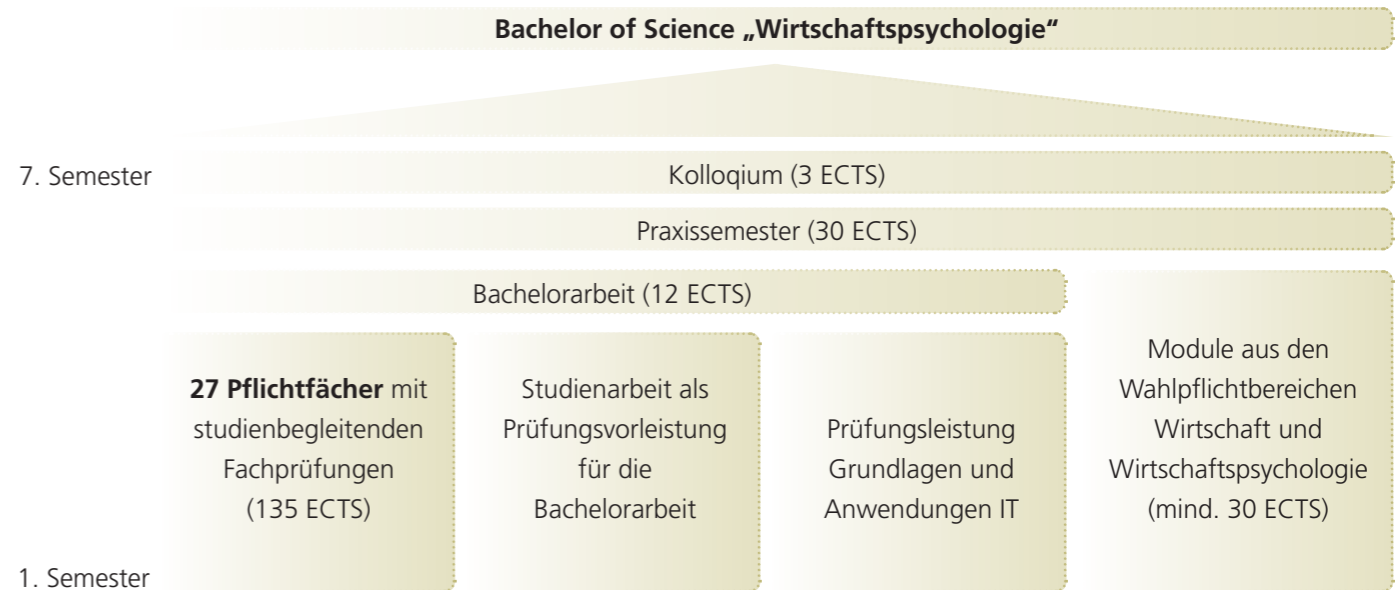 Bachelor of Science „Wirtschaftspsychologie“
7. Semester
Kolloqium (3 ECTS)
Praxissemester (30 ECTS)
Bachelorarbeit (12 ECTS)
27 Pflichtfächer mit
studienbegleitenden
Fachprüfungen
(135 ECTS)
Studienarbeit als
Prüfungsvorleistung
für die
Bachelorarbeit
Prüfungsleistung
Grundlagen und
Anwendungen IT
Module aus den
Wahlpflichtbereichen
Wirtschaft und
Wirtschaftspsychologie
(mind. 30 ECTS)
1. Semester